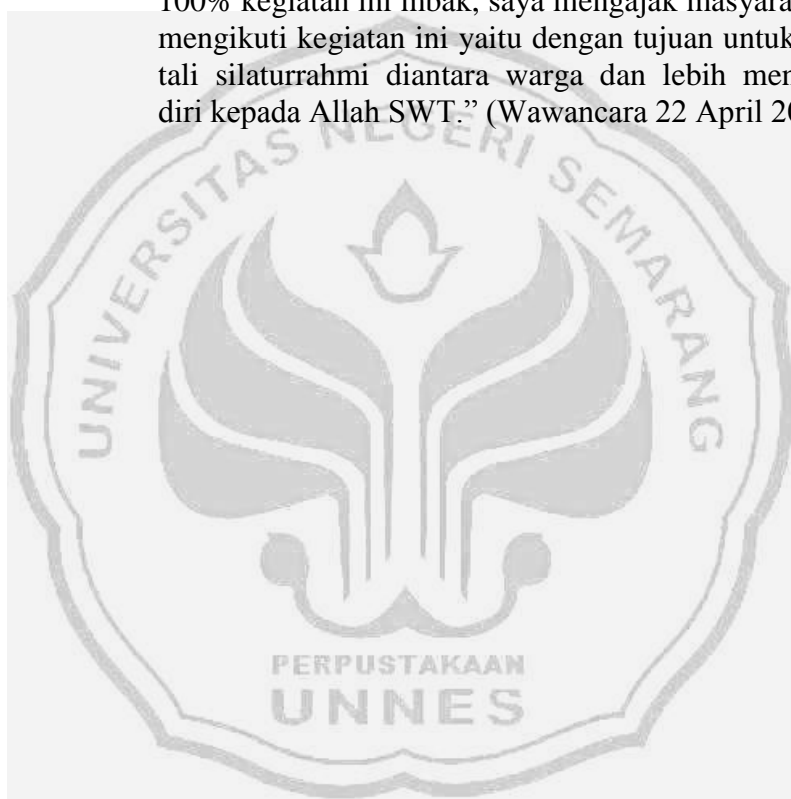 100% kegiatan ini mbak, saya mengajak masyara
mengikuti kegiatan ini yaitu dengan tujuan untuk
tali silaturrahmi diantara warga dan lebih men
diri kepada Allah SWT.” (Wawancara 22 April 20
UNIVERSITAS NEGERI SEMARANG
PERPUSTAKAAN
UNNES